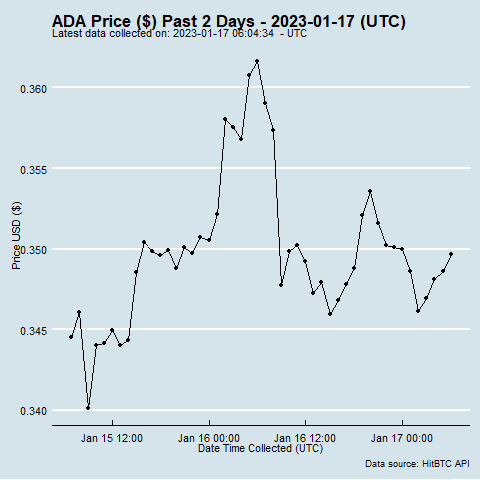 ADA Price ($) Past 2 Days - 2023-01-17 (UTC)
Latest data collected on: 2023-01-17 06:04:34 - UTC
0.360
0.355
0.350
0.345
0.340
Price USD ($)
Jan 15 12:00 Jan 16 00:00 Jan 16 12:00 Jan 17 00:00
Date Time Collected (UTC)
Data source: HitBTC API